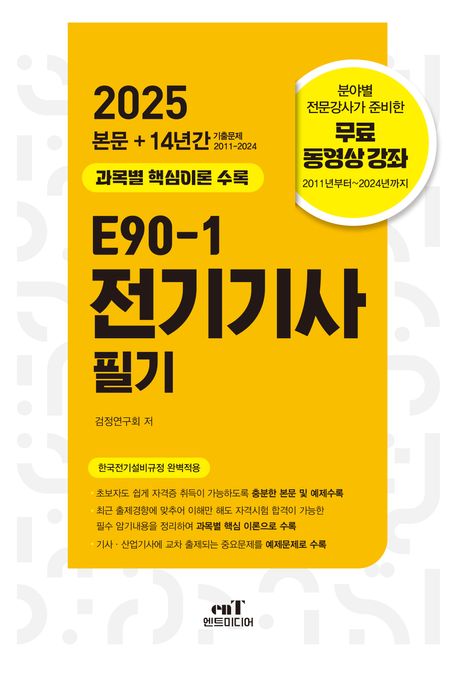 2025
본문 + 14년간 기출문제 2011-2024
과목별 핵심이론 수록
분야별
전문강사가 준비한
무료
동영상 강좌
2011년부터~2024년까지
E90-1
전기기사
필기
검정연구회 저
한국전기설비규정 완벽적용
· 초보자도 쉽게 자격증 취득이 가능하도록 충분한 본문 및 예제수록
· 최근 출제경향에 맞추어 이해만 해도 자격시험 합격이 가능한
필수 암기내용을 정리하여 과목별 핵심 이론으로 수록
· 기사 · 산업기사에 교차 출제되는 중요문제를 예제문제로 수록
enT
엔트미디어